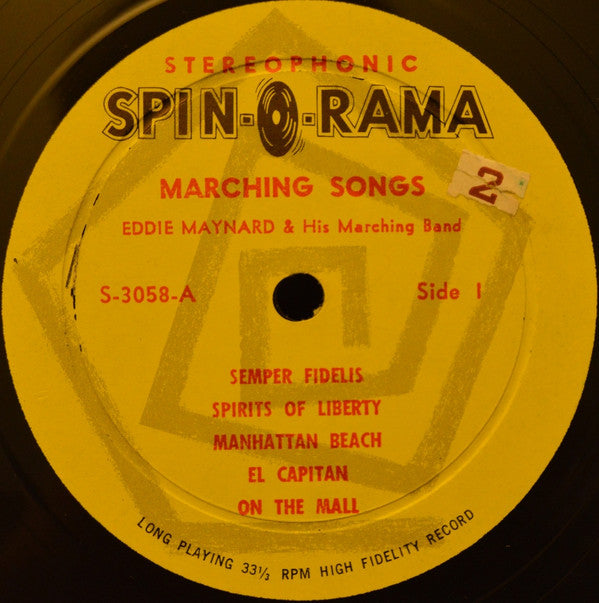 STEREOPHONIC
SPIN-O-RAMA
MARCHING SONGS
2
EDDIE MAYNARD & His Marching Band
S-3058-A
Side 1
SEMPER FIDELIS
SPIRITS OF LIBERTY
MANHATTAN BEACH
EL CAPITAN
ON THE MALL
LONG PLAYING 33⅓ RPM HIGH FIDELITY RECORD